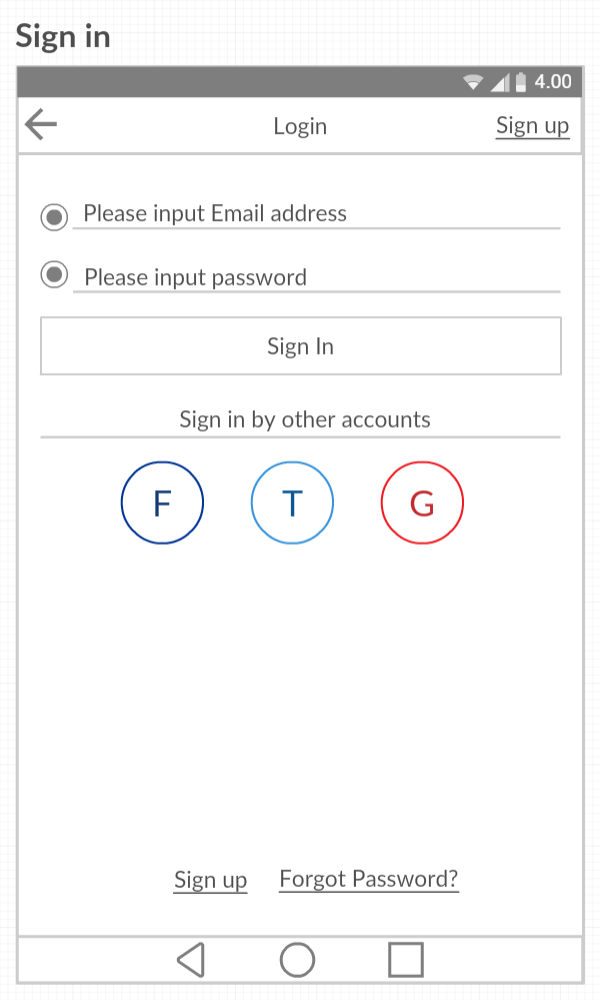 Sign in
4.00
Login
Sign up
Please input Email address
Please input password
Sign In
Sign in by other accounts
F T G
Sign up Forgot Password?